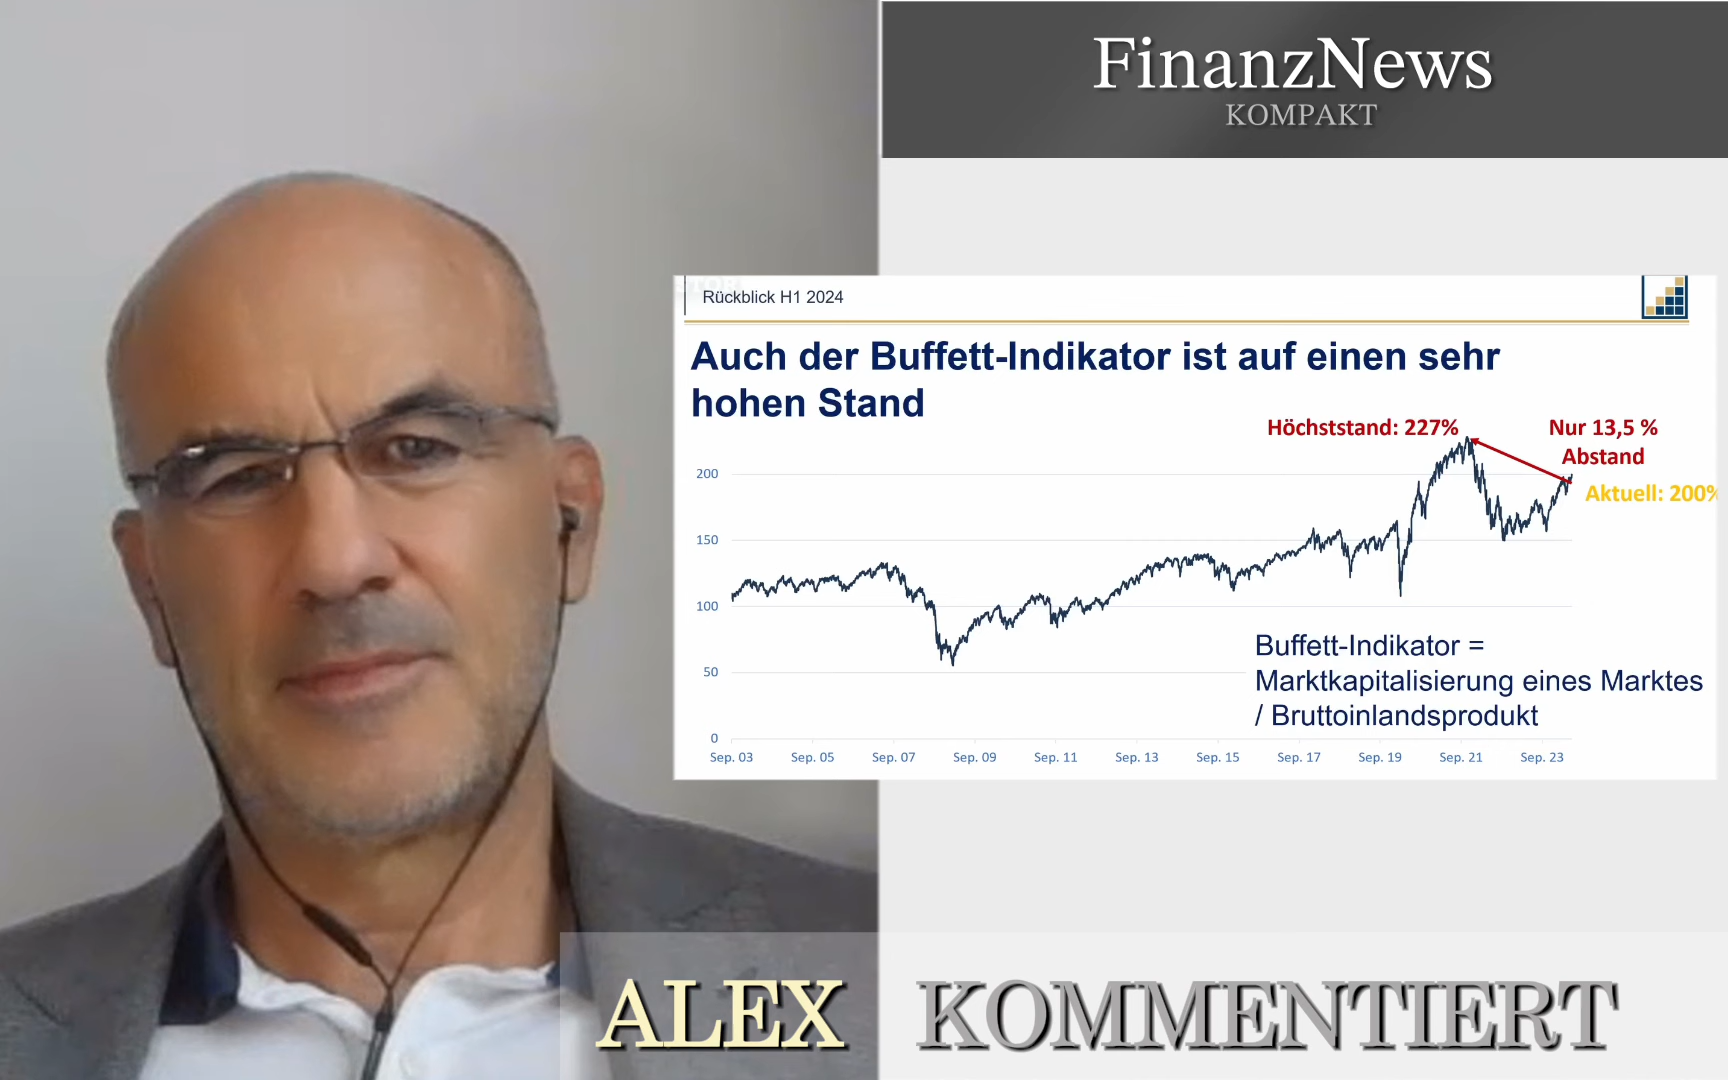 FinanzNews
KOMPAKT
Rückblick H1 2024
Auch der Buffett-Indikator ist auf einen sehr
hohen Stand
Höchststand: 227%
Nur 13,5 %
Abstand
Aktuell: 200%
200
150
100
50
0
Buffett-Indikator =
Marktkapitalisierung eines Marktes
/ Bruttoinlandsprodukt
Sep. 03 Sep. 05 Sep. 07 Sep. 09 Sep. 11 Sep. 13 Sep. 15 Sep. 17 Sep. 19 Sep. 21 Sep. 23
ALEX KOMMENTIERT